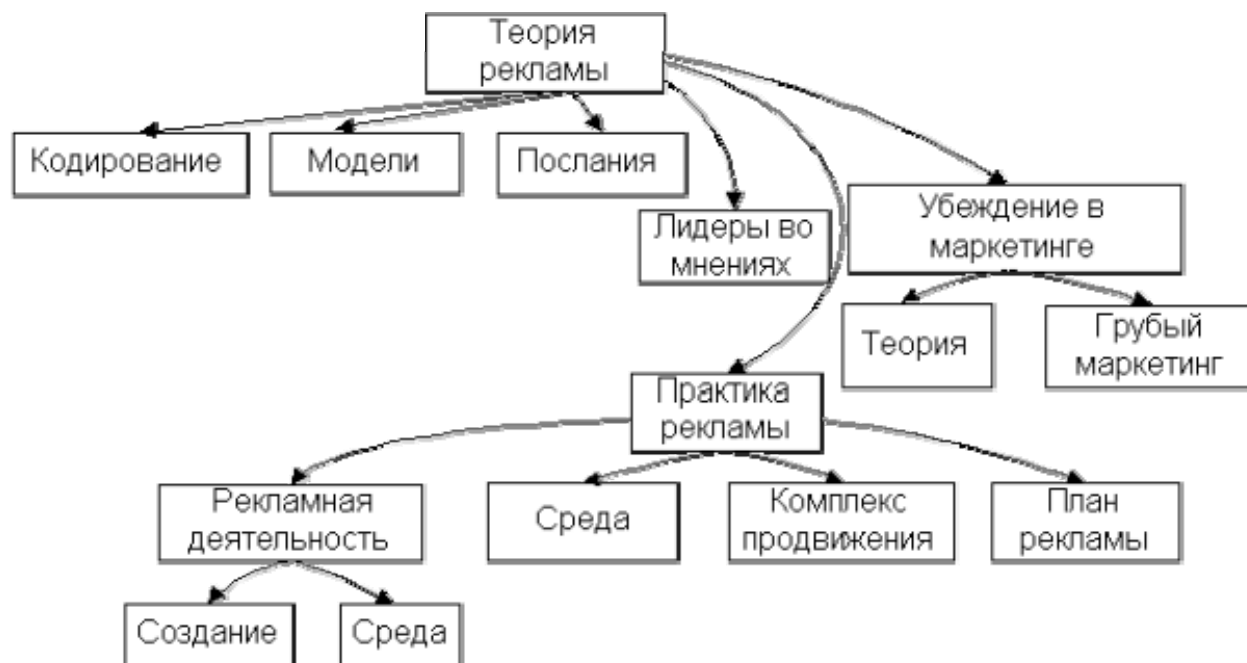 Теория
рекламы
Кодирование
Модели
Послания
Лидеры во
мнениях
Убеждение в
маркетинге
Теория
Грубый
маркетинг
Практика
рекламы
Рекламная
деятельность
Среда
Комплекс
продвижения
План
рекламы
Создание
Среда